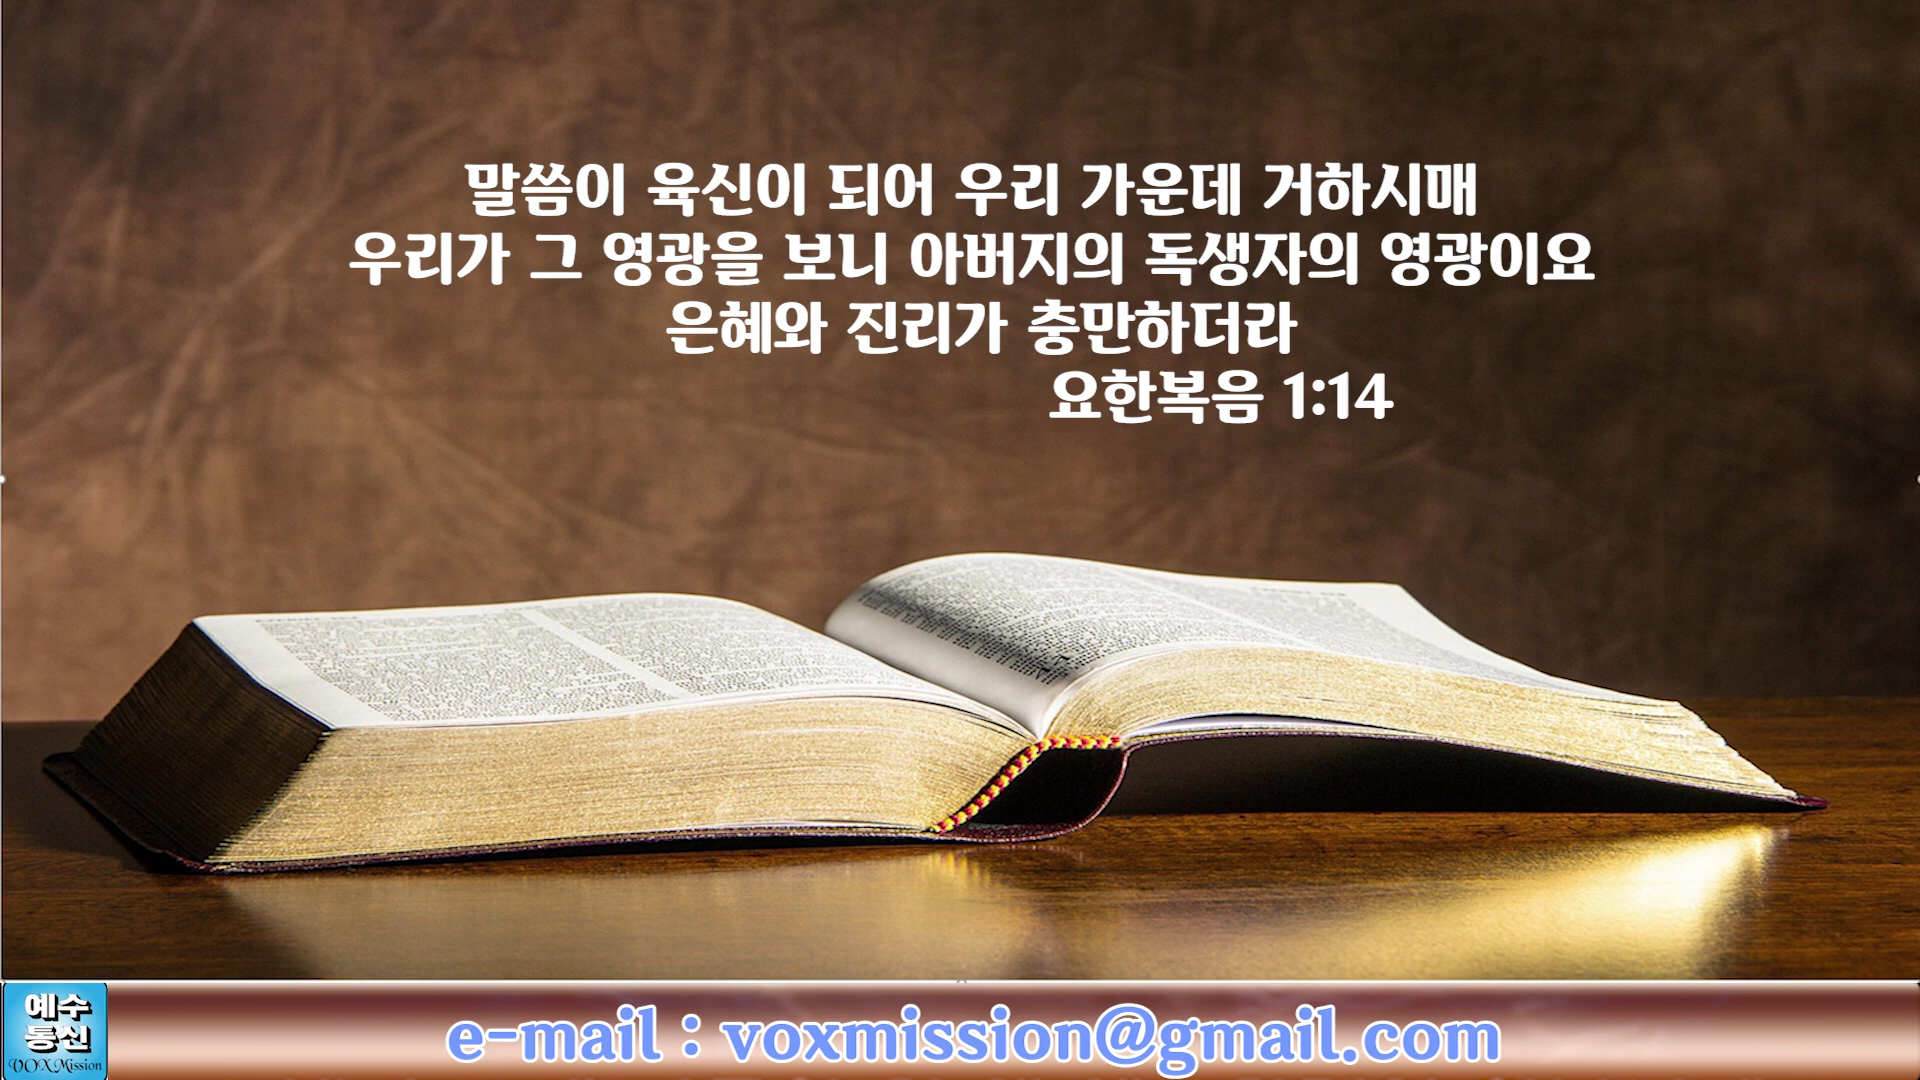 말씀이 육신이 되어 우리 가운데 거하시매
우리가 그 영광을 보니 아버지의 독생자의 영광이요
은혜와 진리가 충만하더라
요한복음 1:14
예수
통신
VOX Mission
e-mail : voxmission@gmail.com